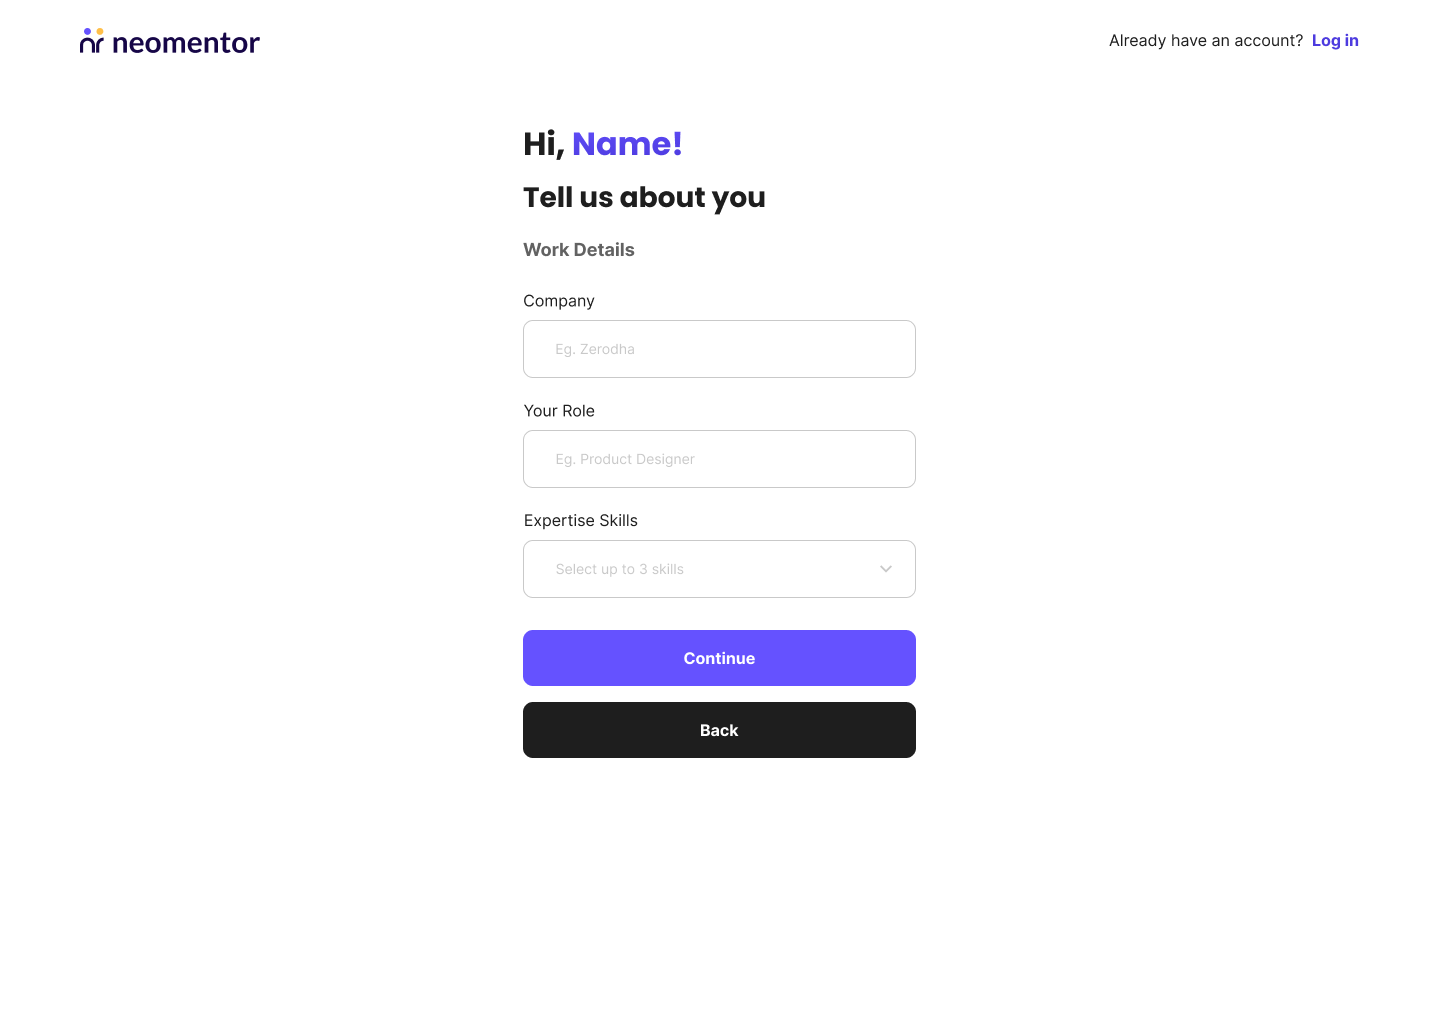 neomentor
Already have an account? Log in
Hi, Name!
Tell us about you
Work Details
Company
Eg. Zerodha
Your Role
Eg. Product Designer
Expertise Skills
Select up to 3 skills
Continue
Back